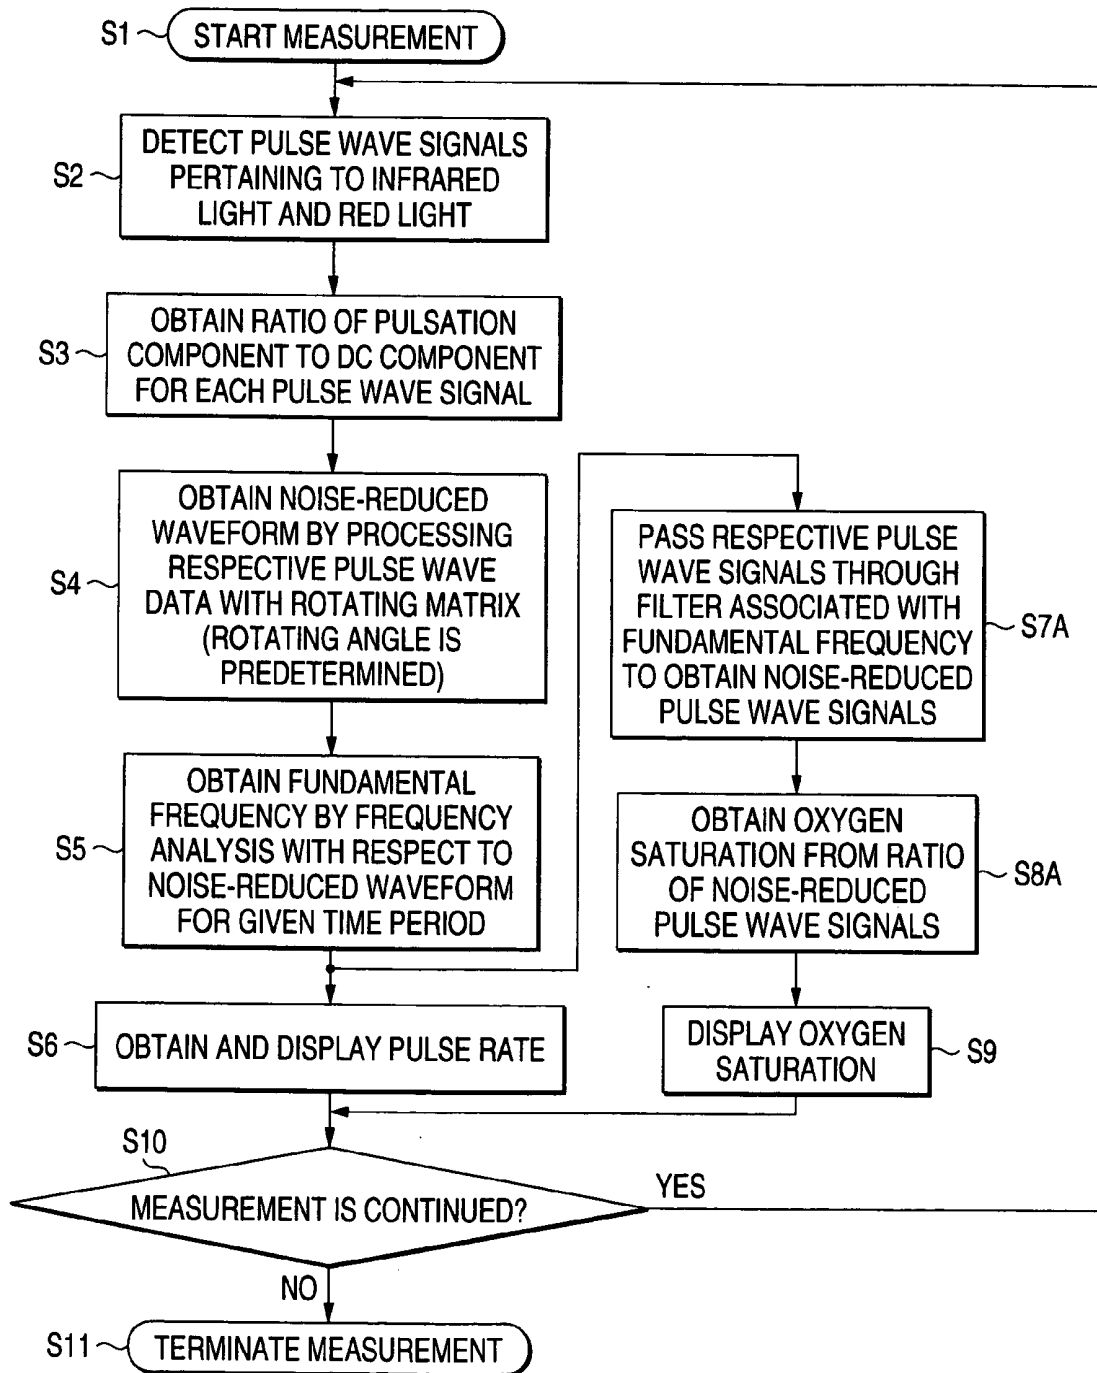 S1
START MEASUREMENT
S2
DETECT PULSE WAVE SIGNALS
PERTAINING TO INFRARED
LIGHT AND RED LIGHT
S3
OBTAIN RATIO OF PULSATION
COMPONENT TO DC COMPONENT
FOR EACH PULSE WAVE SIGNAL
S4
OBTAIN NOISE-REDUCED
WAVEFORM BY PROCESSING
RESPECTIVE PULSE WAVE
DATA WITH ROTATING MATRIX
(ROTATING ANGLE IS
PREDETERMINED)
S5
OBTAIN FUNDAMENTAL
FREQUENCY BY FREQUENCY
ANALYSIS WITH RESPECT TO
NOISE-REDUCED WAVEFORM
FOR GIVEN TIME PERIOD
S6
OBTAIN AND DISPLAY PULSE RATE
PASS RESPECTIVE PULSE
WAVE SIGNALS THROUGH
FILTER ASSOCIATED WITH
FUNDAMENTAL FREQUENCY
TO OBTAIN NOISE-REDUCED
PULSE WAVE SIGNALS
S7A
OBTAIN OXYGEN
SATURATION FROM RATIO
OF NOISE-REDUCED
PULSE WAVE SIGNALS
S8A
DISPLAY OXYGEN
SATURATION
S9
S10
MEASUREMENT IS CONTINUED?
YES
NO
S11
TERMINATE MEASUREMENT